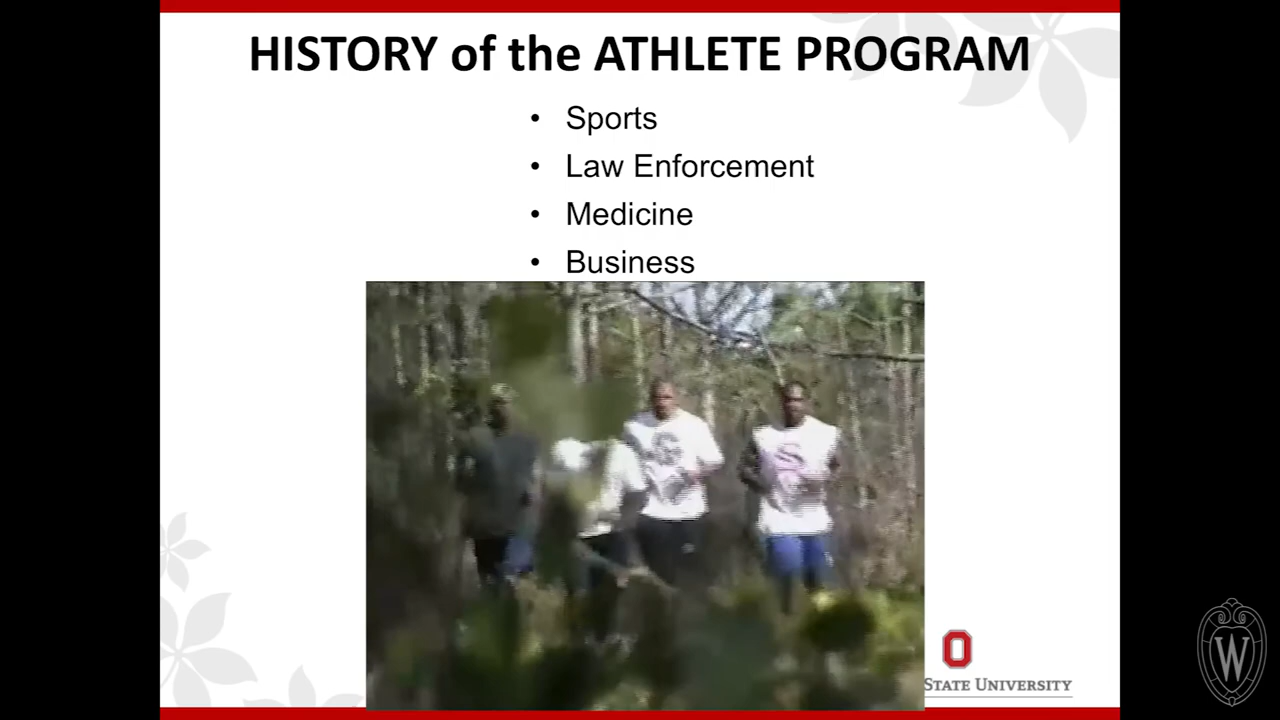 HISTORY of the ATHLETE PROGRAM
• Sports
• Law Enforcement
• Medicine
• Business
O
STATE UNIVERSITY
W